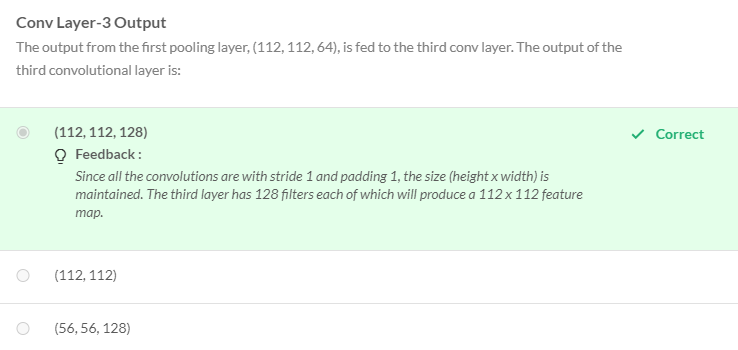 Conv Layer-3 Output
The output from the first pooling layer, (112, 112, 64), is fed to the third conv layer. The output of the
third convolutional layer is:
(112, 112, 128)
Correct
Feedback :
Since all the convolutions are with stride 1 and padding 1, the size (height x width) is
maintained. The third layer has 128 filters each of which will produce a 112 x 112 feature
map.
(112, 112)
(56, 56, 128)